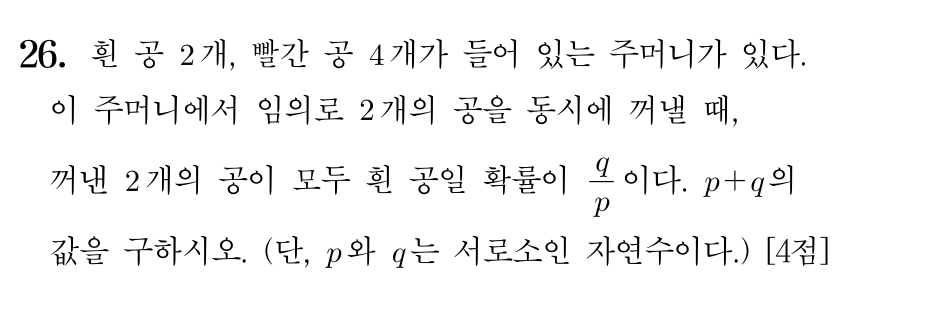 26. 흰 공 2개, 빨간 공 4개가 들어 있는 주머니가 있다.
이 주머니에서 임의로 2개의 공을 동시에 꺼낼 때,
꺼낸 2개의 공이 모두 흰 공일 확률이 q/p 이다. p+q의
값을 구하시오. (단, p와 q는 서로소인 자연수이다.) [4점]